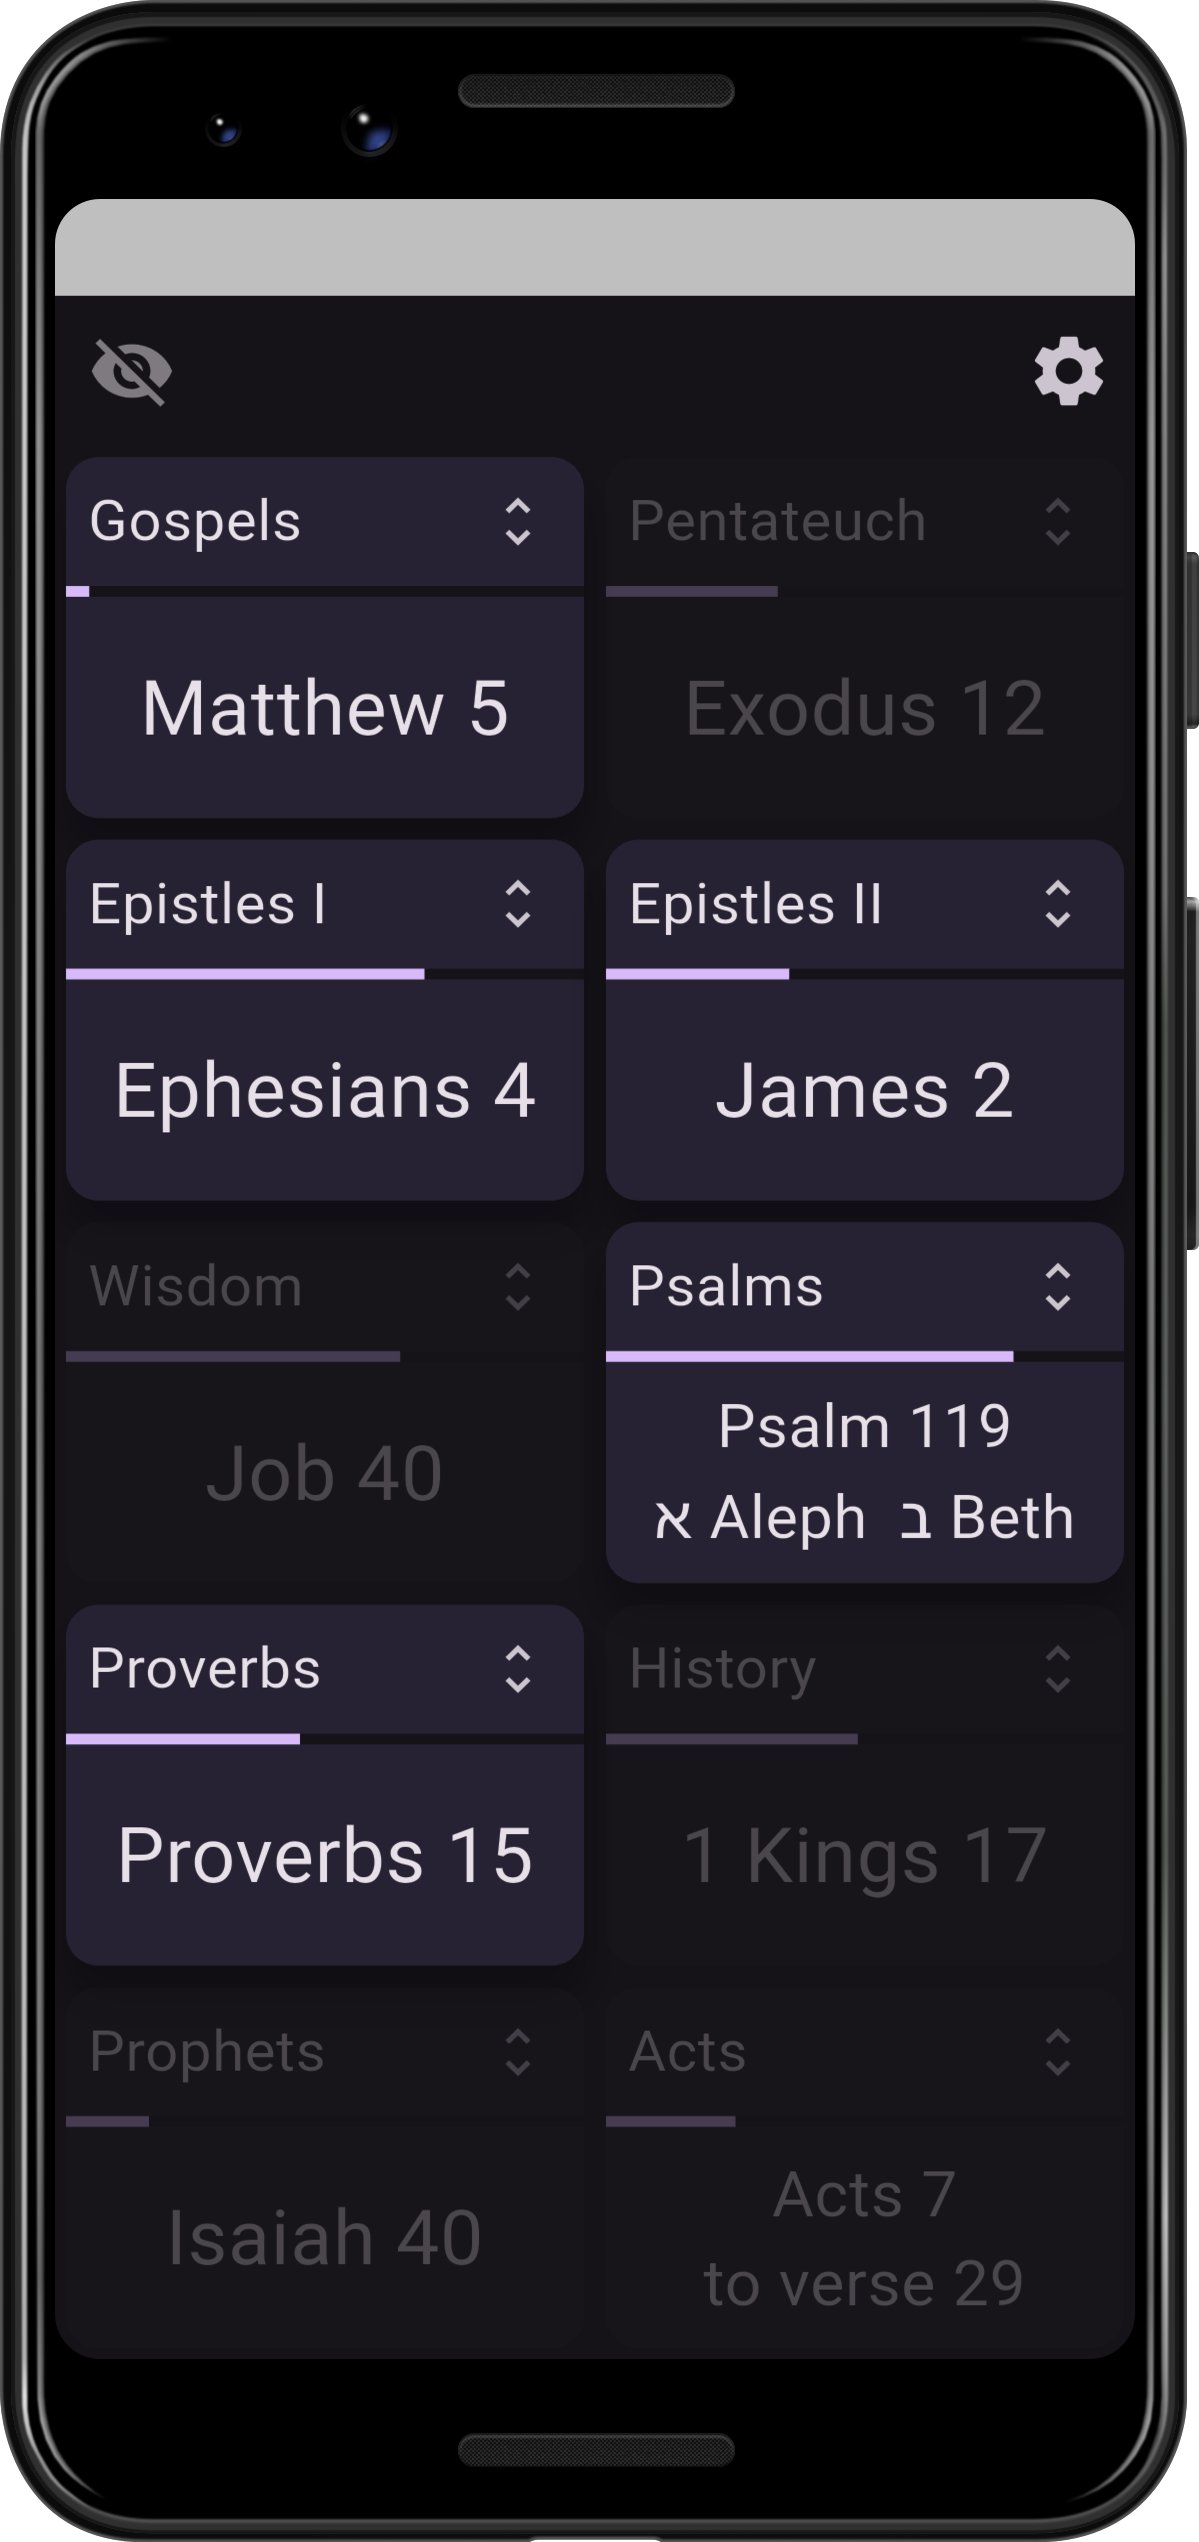 Gospels
Matthew 5
Pentateuch
Exodus 12
Epistles I
Ephesians 4
Epistles II
James 2
Wisdom
Job 40
Psalms
Psalm 119
א Aleph ב Beth
Proverbs
Proverbs 15
History
1 Kings 17
Prophets
Isaiah 40
Acts
Acts 7
to verse 29